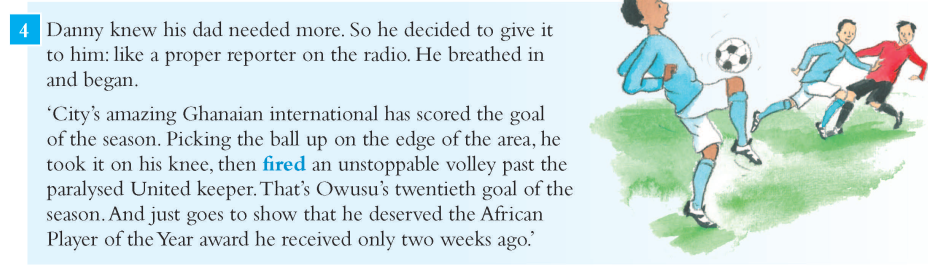 4 Danny knew his dad needed more. So he decided to give it
to him: like a proper reporter on the radio. He breathed in
and began.
‘City’s amazing Ghanaian international has scored the goal
of the season. Picking the ball up on the edge of the area, he
took it on his knee, then fired an unstoppable volley past the
paralysed United keeper. That’s Owusu’s twentieth goal of the
season. And just goes to show that he deserved the African
Player of the Year award he received only two weeks ago.’